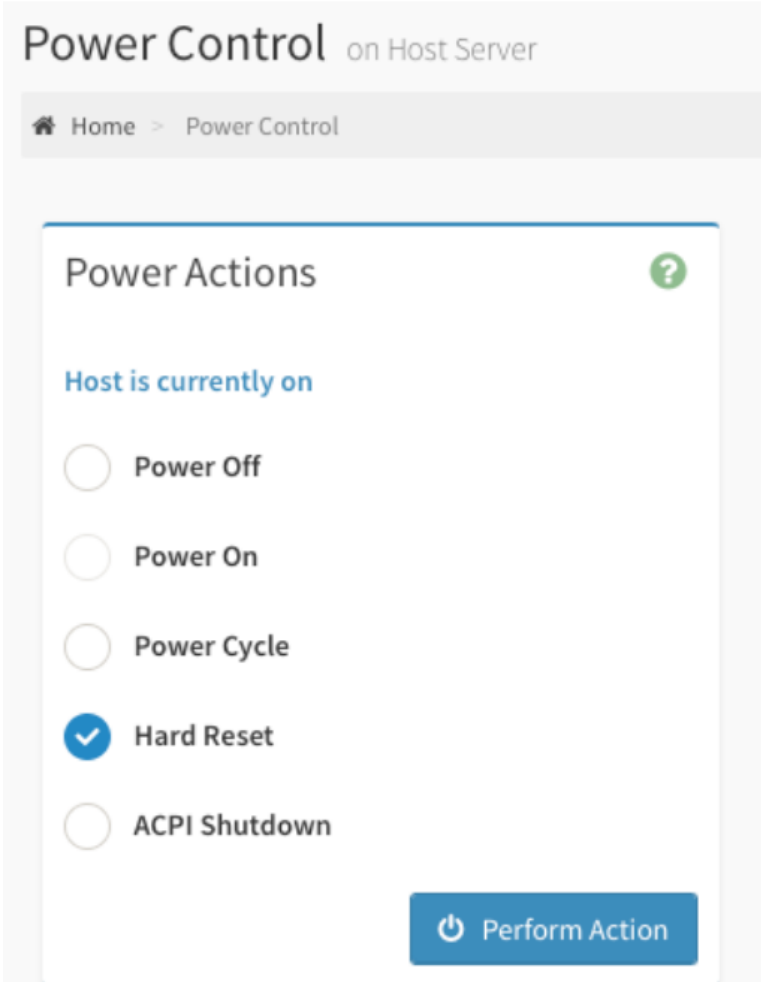 Power Control on Host Server
Home > Power Control
Power Actions
?
Host is currently on
Power Off
Power On
Power Cycle
Hard Reset
ACPI Shutdown
Perform Action